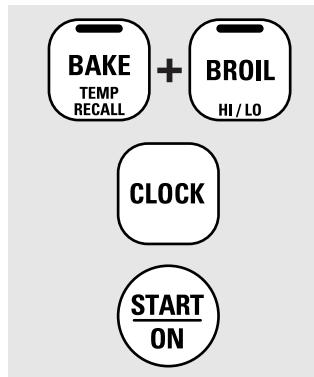 BAKE
TEMP
RECALL
+
BROIL
HI / LO
CLOCK
START
ON